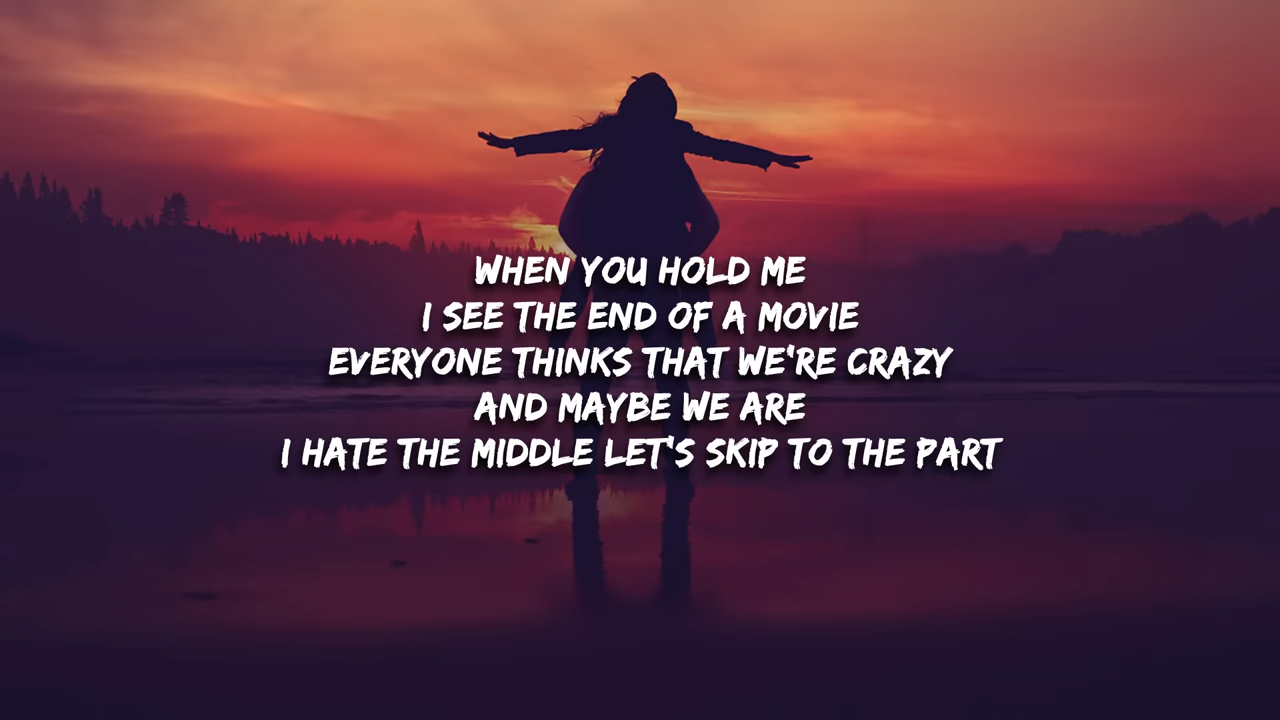 WHEN YOU HOLD ME
I SEE THE END OF A MOVIE
EVERYONE THINKS THAT WE'RE CRAZY
AND MAYBE WE ARE
I HATE THE MIDDLE LET'S SKIP TO THE PART